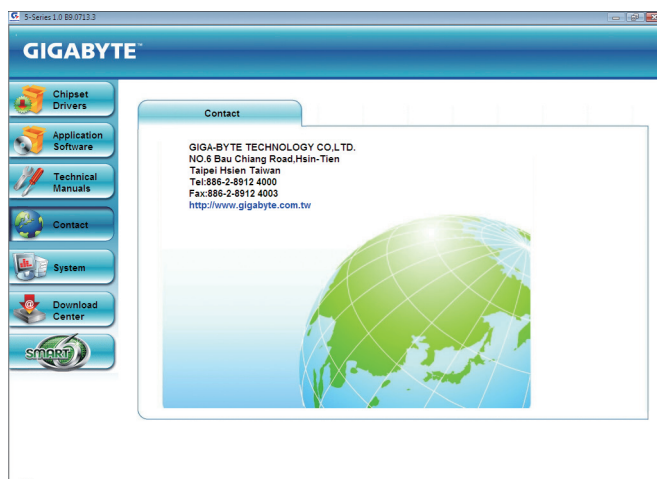 5-Series 1.0 B9.0713.3
GIGABYTE™
Chipset
Drivers
Application
Software
Technical
Manuals
Contact
System
Download
Center
SMART6
Contact
GIGA-BYTE TECHNOLOGY CO,LTD.
NO.6 Bau Chiang Road,Hsin-Tien
Taipei Hsien Taiwan
Tel:886-2-8912 4000
Fax:886-2-8912 4003
http://www.gigabyte.com.tw